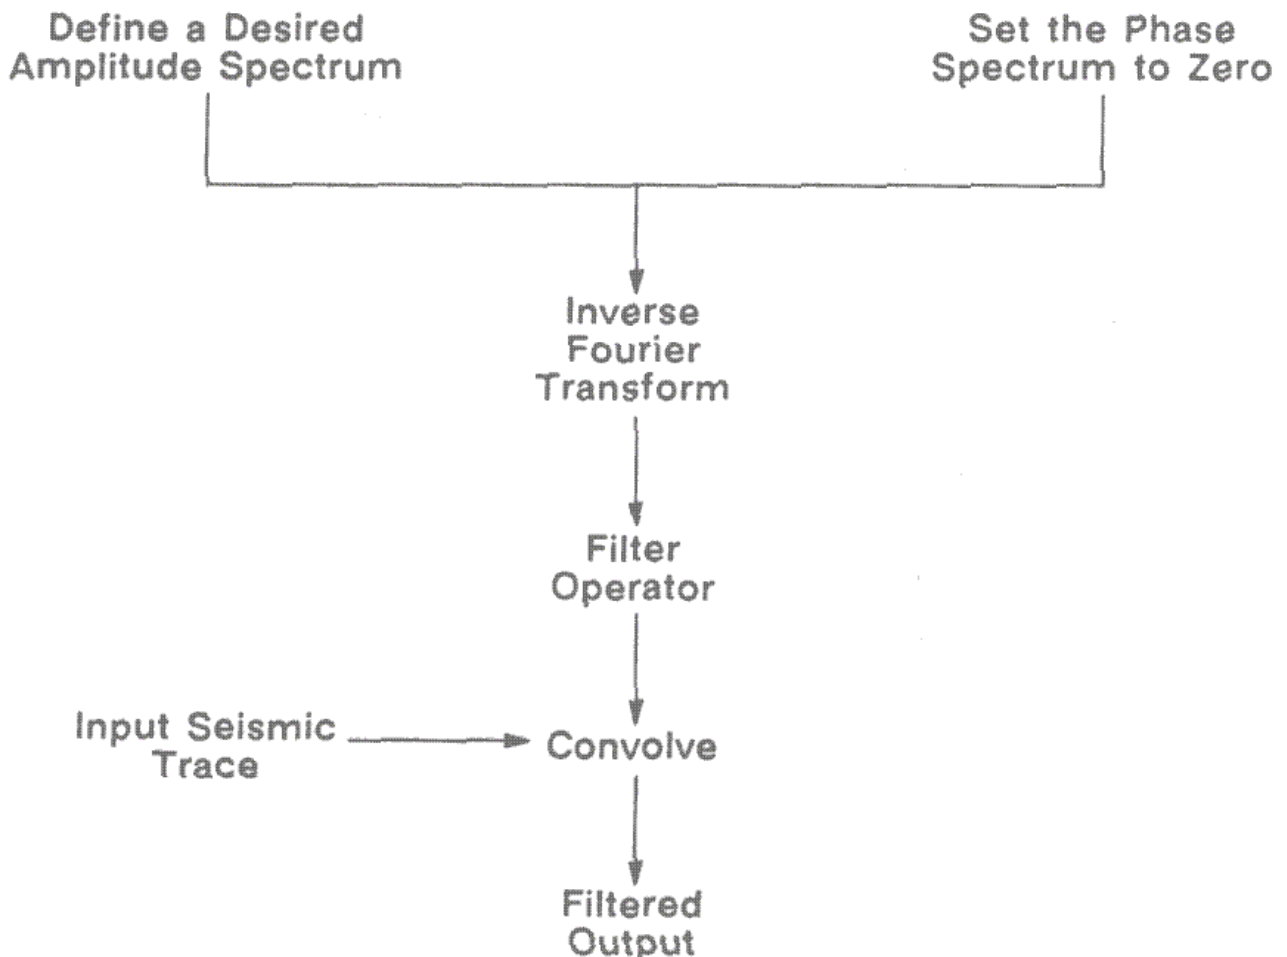 Define a Desired
Amplitude Spectrum
Set the Phase
Spectrum to Zero
Inverse
Fourier
Transform
Filter
Operator
Input Seismic
Trace
Convolve
Filtered
Output